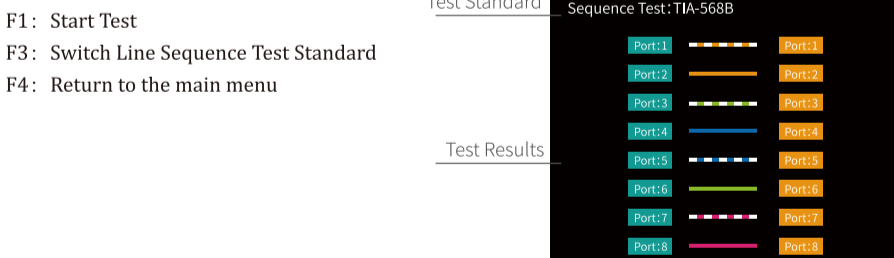 F1: Start Test
F3: Switch Line Sequence Test Standard
F4: Return to the main menu
Test Standard
Test Results
Sequence Test:TIA-568B
Port:1 Port:1
Port:2 Port:2
Port:3 Port:3
Port:4 Port:4
Port:5 Port:5
Port:6 Port:6
Port:7 Port:7
Port:8 Port:8